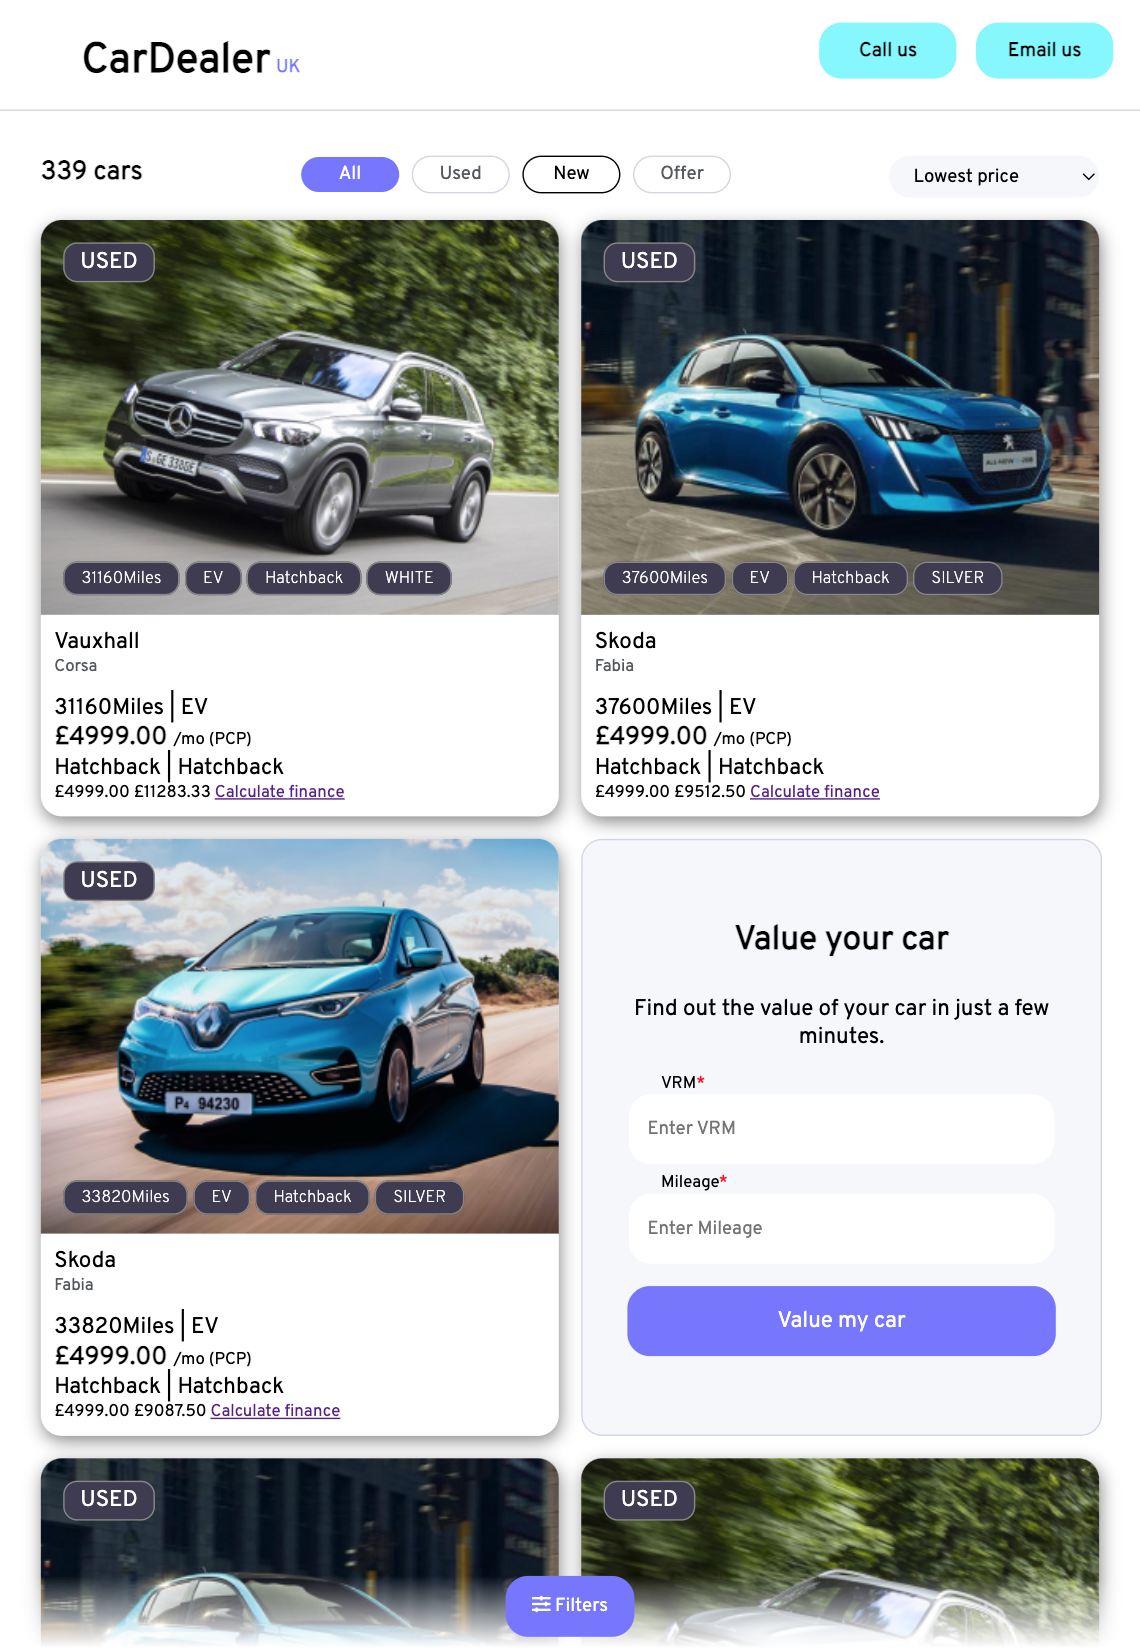 CarDealer UK
Call us
Email us
339 cars
All
Used
New
Offer
Lowest price
USED
S GE 338E
31160Miles
EV
Hatchback
WHITE
Vauxhall
Corsa
31160Miles | EV
£4999.00 /mo (PCP)
Hatchback | Hatchback
£4999.00 £11283.33 Calculate finance
USED
37600Miles
EV
Hatchback
SILVER
Skoda
Fabia
37600Miles | EV
£4999.00 /mo (PCP)
Hatchback | Hatchback
£4999.00 £9512.50 Calculate finance
USED
P4 94230
33820Miles
EV
Hatchback
SILVER
Skoda
Fabia
33820Miles | EV
£4999.00 /mo (PCP)
Hatchback | Hatchback
£4999.00 £9087.50 Calculate finance
Value your car
Find out the value of your car in just a few
minutes.
VRM*
Enter VRM
Mileage*
Enter Mileage
Value my car
USED
USED
Filters